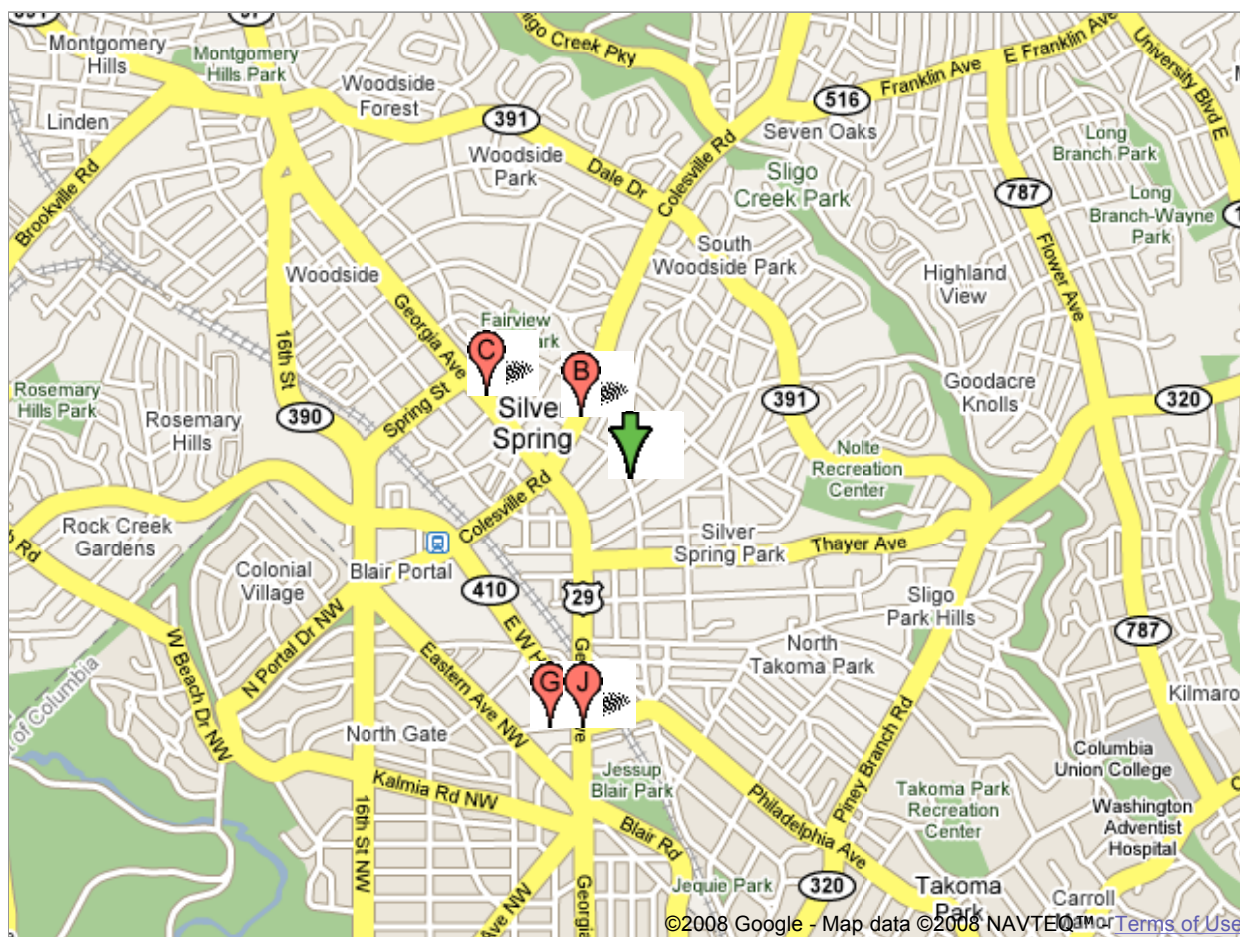 97
Montgomery
Hills
Montgomery
Hills Park
Sligo Creek Pky
E Franklin Ave
Franklin Ave
University Blvd E
Woodside
Forest
516
Linden
391
Seven Oaks
Colesville Rd
Long
Branch Park
Woodside
Park
Dale Dr
Sligo
Creek Park
Brookville Rd
787
Long
Branch-Wayne
Park
South
Woodside Park
Flower Ave
Woodside
Highland
View
Georgia Ave
Fairview
16th St
C
B
Rosemary
Hills Park
Spring St
Goodacre
Knolls
391
320
Rosemary
Hills
390
Silver
Spring
Nolte
Recreation
Center
Colesville Rd
Rock Creek
Gardens
Silver
Spring Park
Thayer Ave
Colonial
Village
Blair Portal
410
29
Sligo
Park Hills
N Portal Dr NW
787
W Beach Dr NW
Eastern Ave NW
E W
North
Takoma Park
of Columbia
G
J
Kilmaro
North Gate
Piney Branch Rd
Columbia
Union College
Kalmia Rd NW
Jessup
Blair Park
Takoma Park
Recreation
Center
Philadelphia Ave
Washington
Adventist
Hospital
16th St NW
Blair Rd
Jequie Park
320
Takoma
Park
Carroll
Manor
Ave NW
Georgia
©2008 Google - Map data ©2008 NAVTEQ™ - Terms of Use